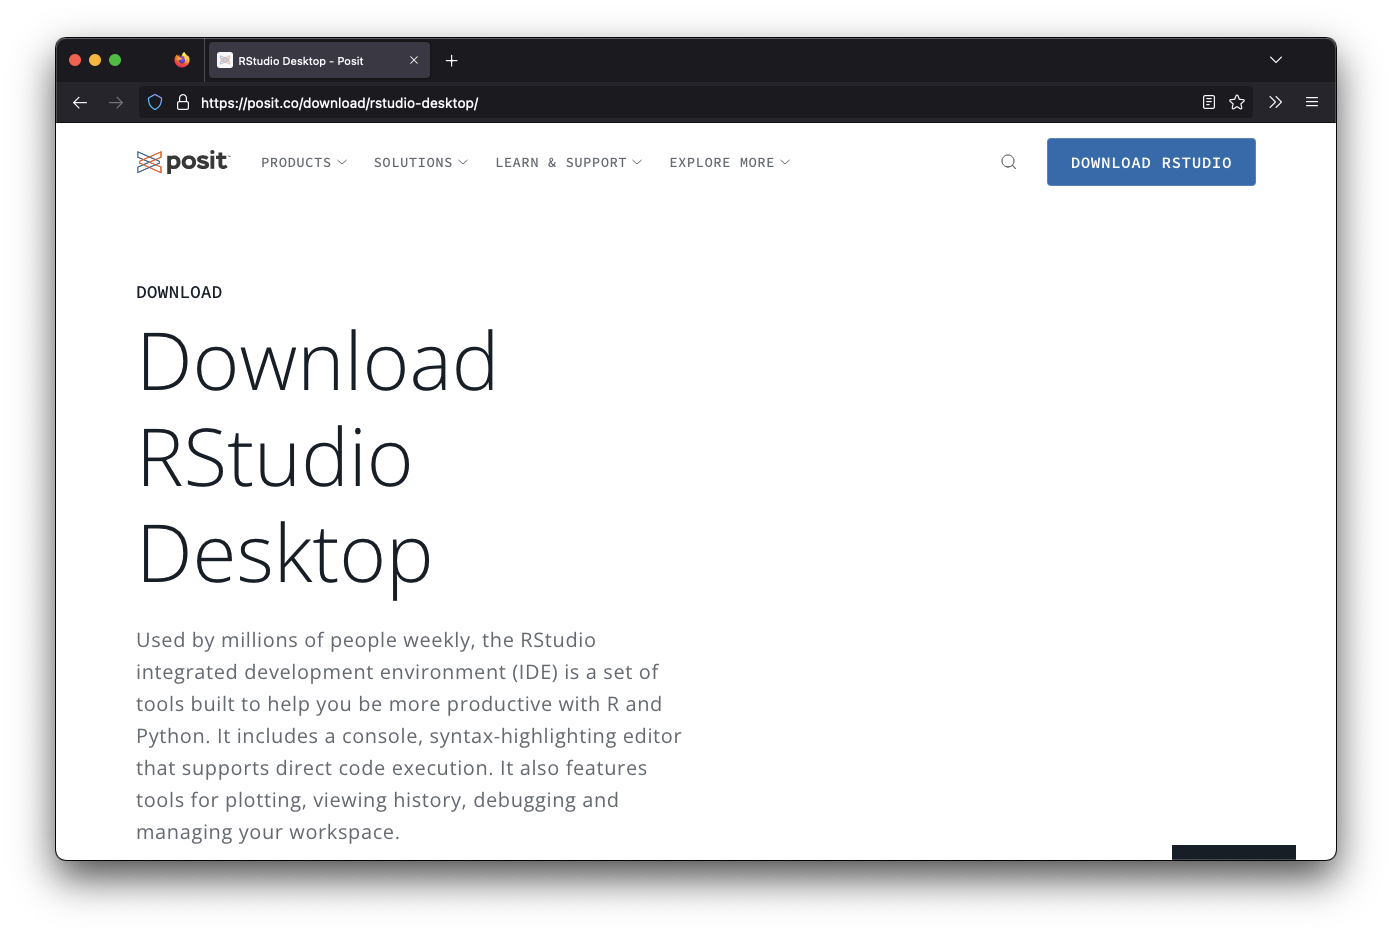 RStudio Desktop - Posit
https://posit.co/download/rstudio-desktop/
posit™ PRODUCTS SOLUTIONS LEARN & SUPPORT EXPLORE MORE DOWNLOAD RSTUDIO
DOWNLOAD
Download
RStudio
Desktop
Used by millions of people weekly, the RStudio
integrated development environment (IDE) is a set of
tools built to help you be more productive with R and
Python. It includes a console, syntax-highlighting editor
that supports direct code execution. It also features
tools for plotting, viewing history, debugging and
managing your workspace.